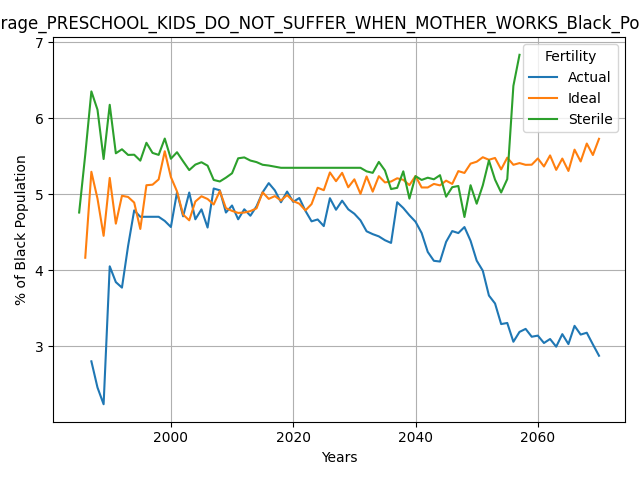 rage_PRESCHOOL_KIDS_DO_NOT_SUFFER_WHEN_MOTHER_WORKS_Black_Po
7
6
5
4
3
% of Black Population
Fertility
Actual
Ideal
Sterile
2000 2020 2040 2060
Years